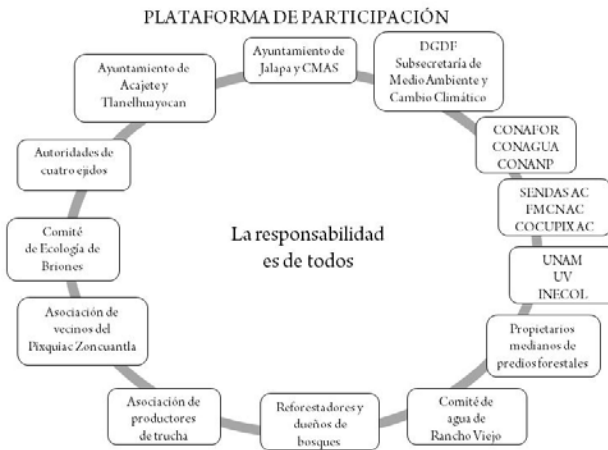 PLATAFORMA DE PARTICIPACIÓN
Ayuntamiento de
Jalapa y CMAS
DGDF
Subsecretaría de
Medio Ambiente y
Cambio Climático
CONAFOR
CONAGUA
CONANP
SENDAS AC
FMCNAC
COCUPIX AC
UNAM
UV
INECOL
Propietarios
medianos de
predios forestales
Comité de
agua de
Rancho Viejo
Reforestadores y
dueños de
bosques
Asociación de
productores
de trucha
Asociación de
vecinos del
Pixquiac Zoncuantla
Comité
de Ecología de
Briones
Autoridades de
cuatro ejidos
Ayuntamiento de
Acajete y
Tlanelhuayocan
La responsabilidad
es de todos